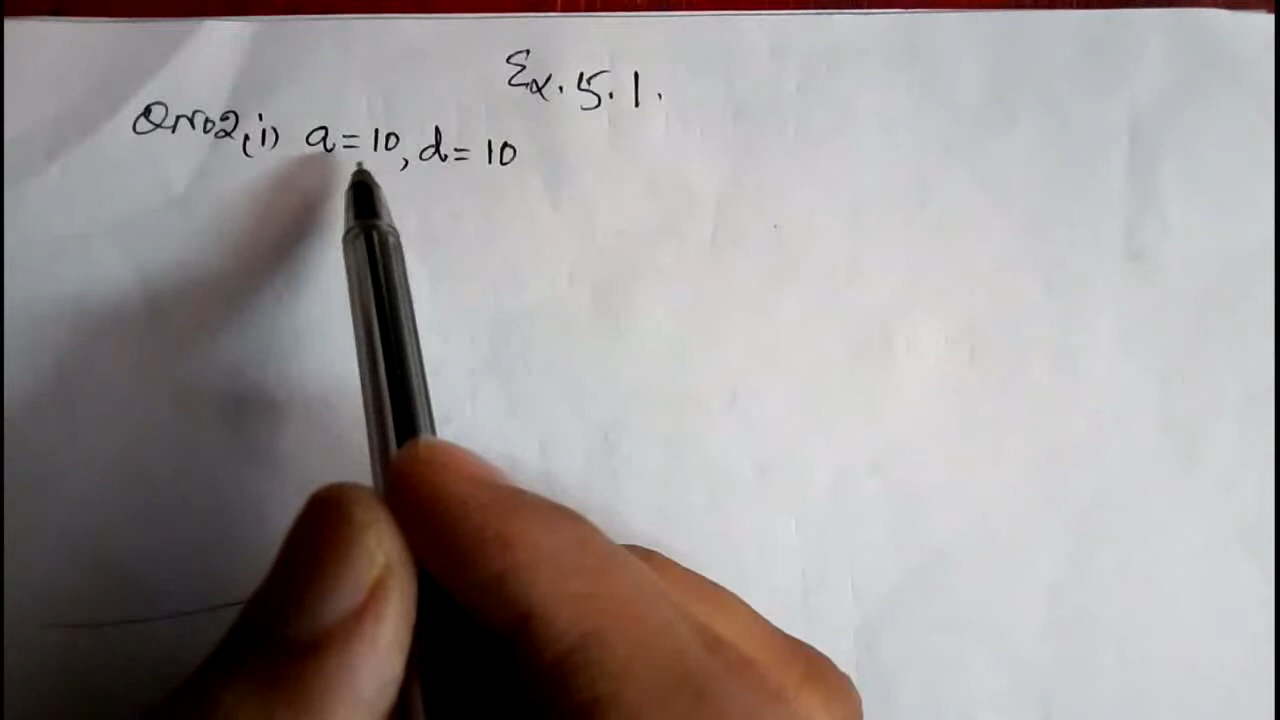 Ex. 5.1.
QNo2(i) a=10, d=10